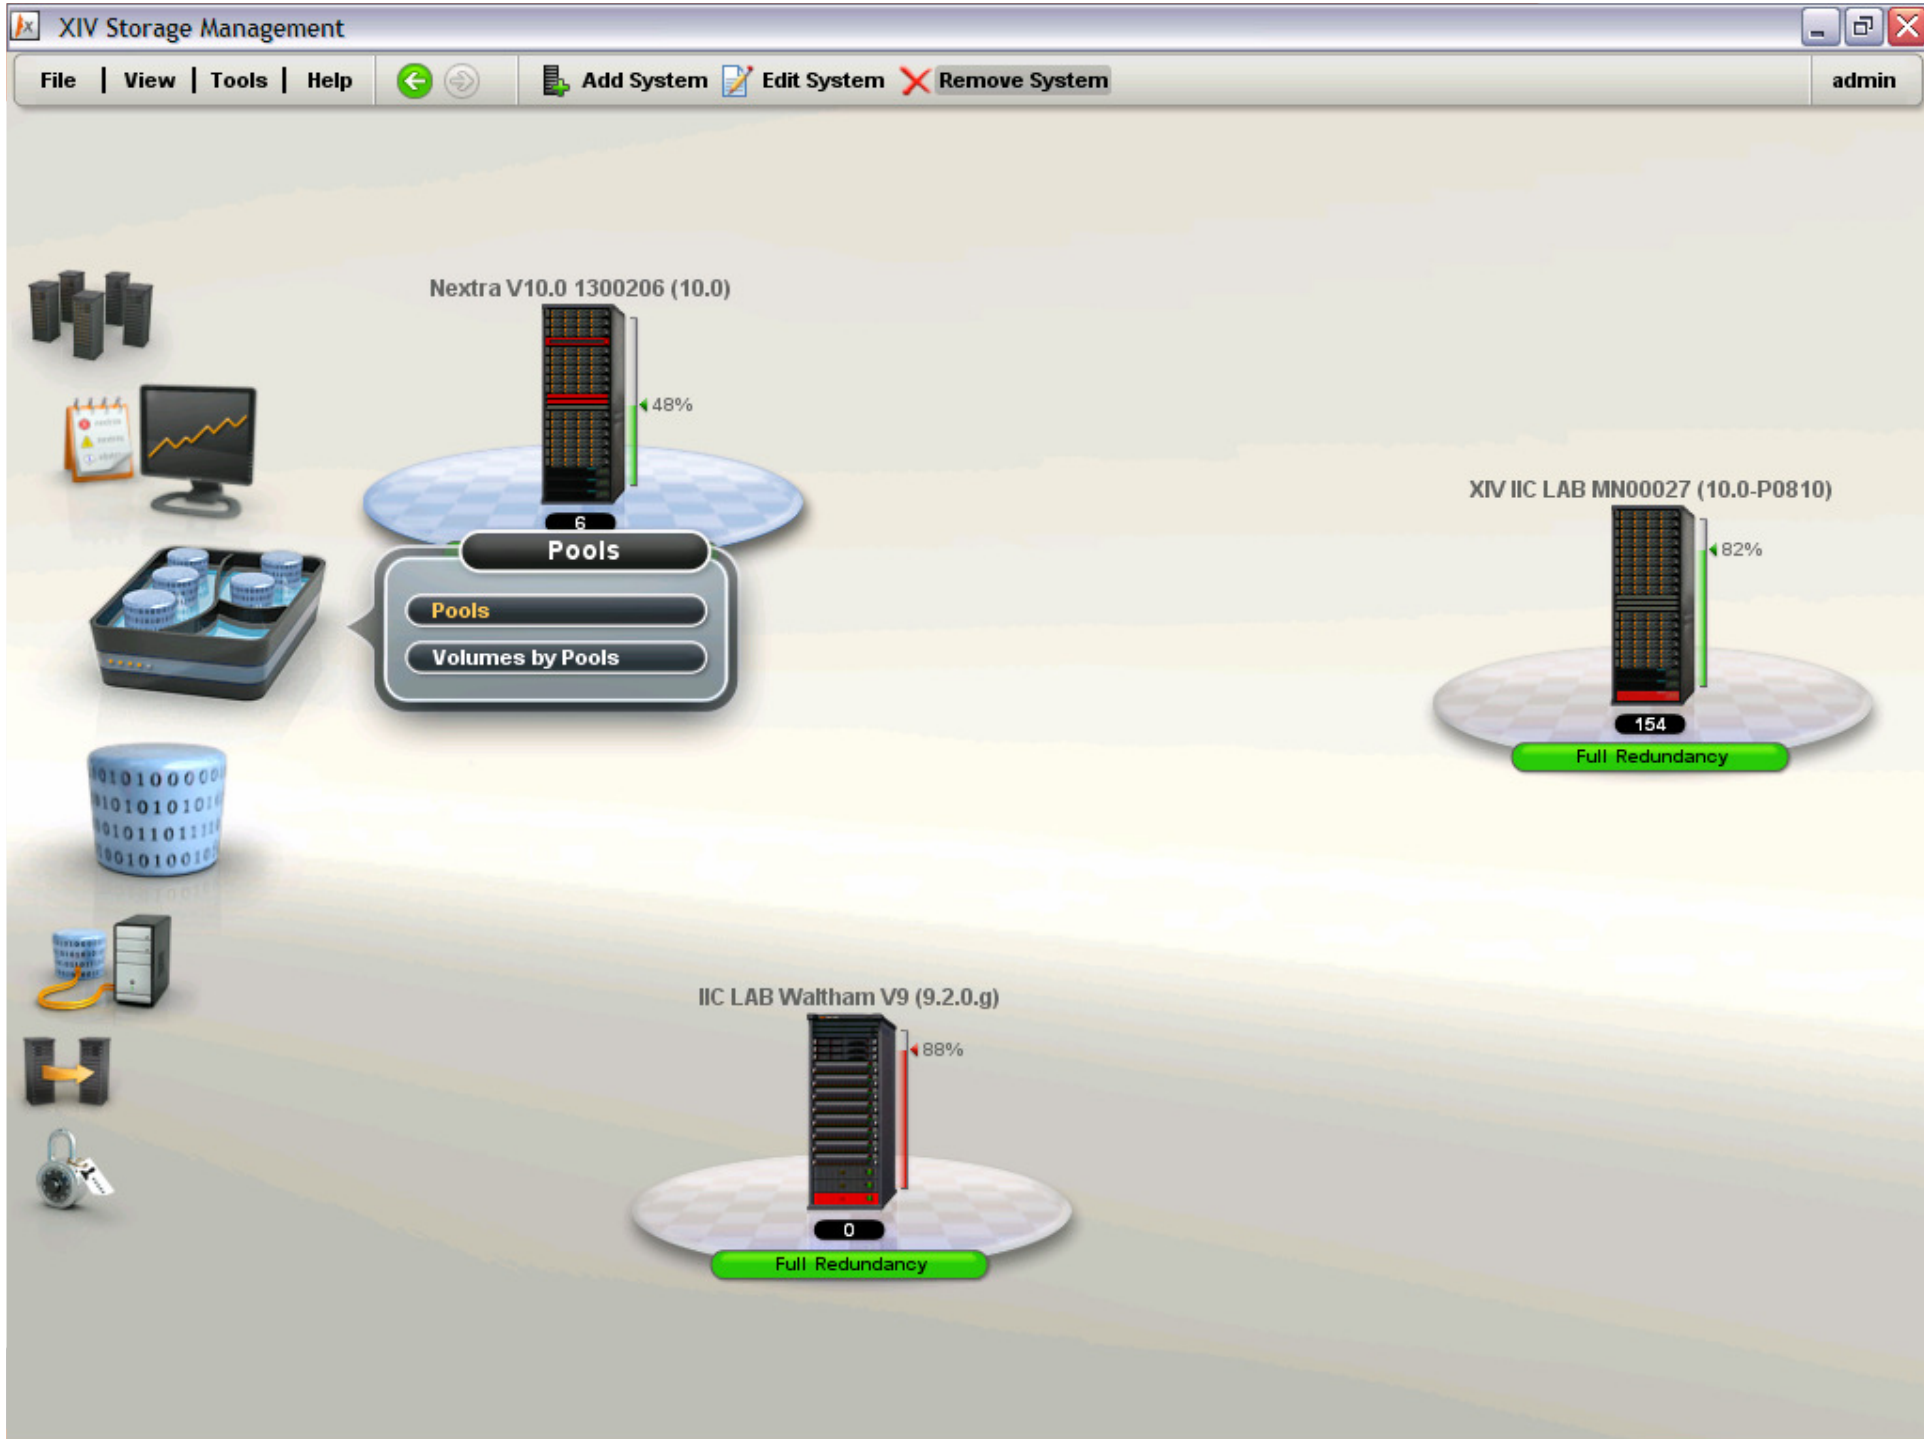 XIV Storage Management
File | View | Tools | Help Add System Edit System Remove System admin
Nextra V10.0 1300206 (10.0)
48%
6
Pools
Pools
Volumes by Pools
XIV IIC LAB MN00027 (10.0-P0810)
82%
154
Full Redundancy
IIC LAB Waltham V9 (9.2.0.g)
88%
0
Full Redundancy